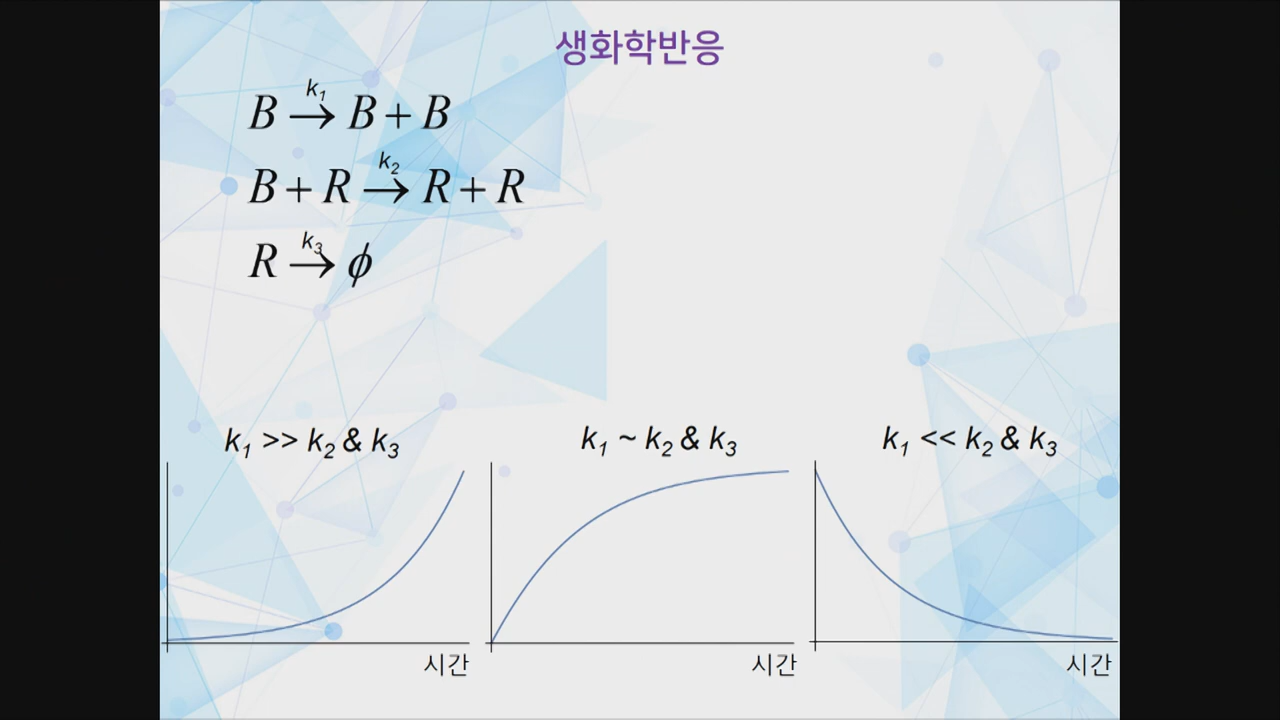 생화학반응
B →k₁ B + B
B + R →k₂ R + R
R →k₃ ϕ
k₁ >> k₂ & k₃
k₁ ~ k₂ & k₃
k₁ << k₂ & k₃
시간
시간
시간